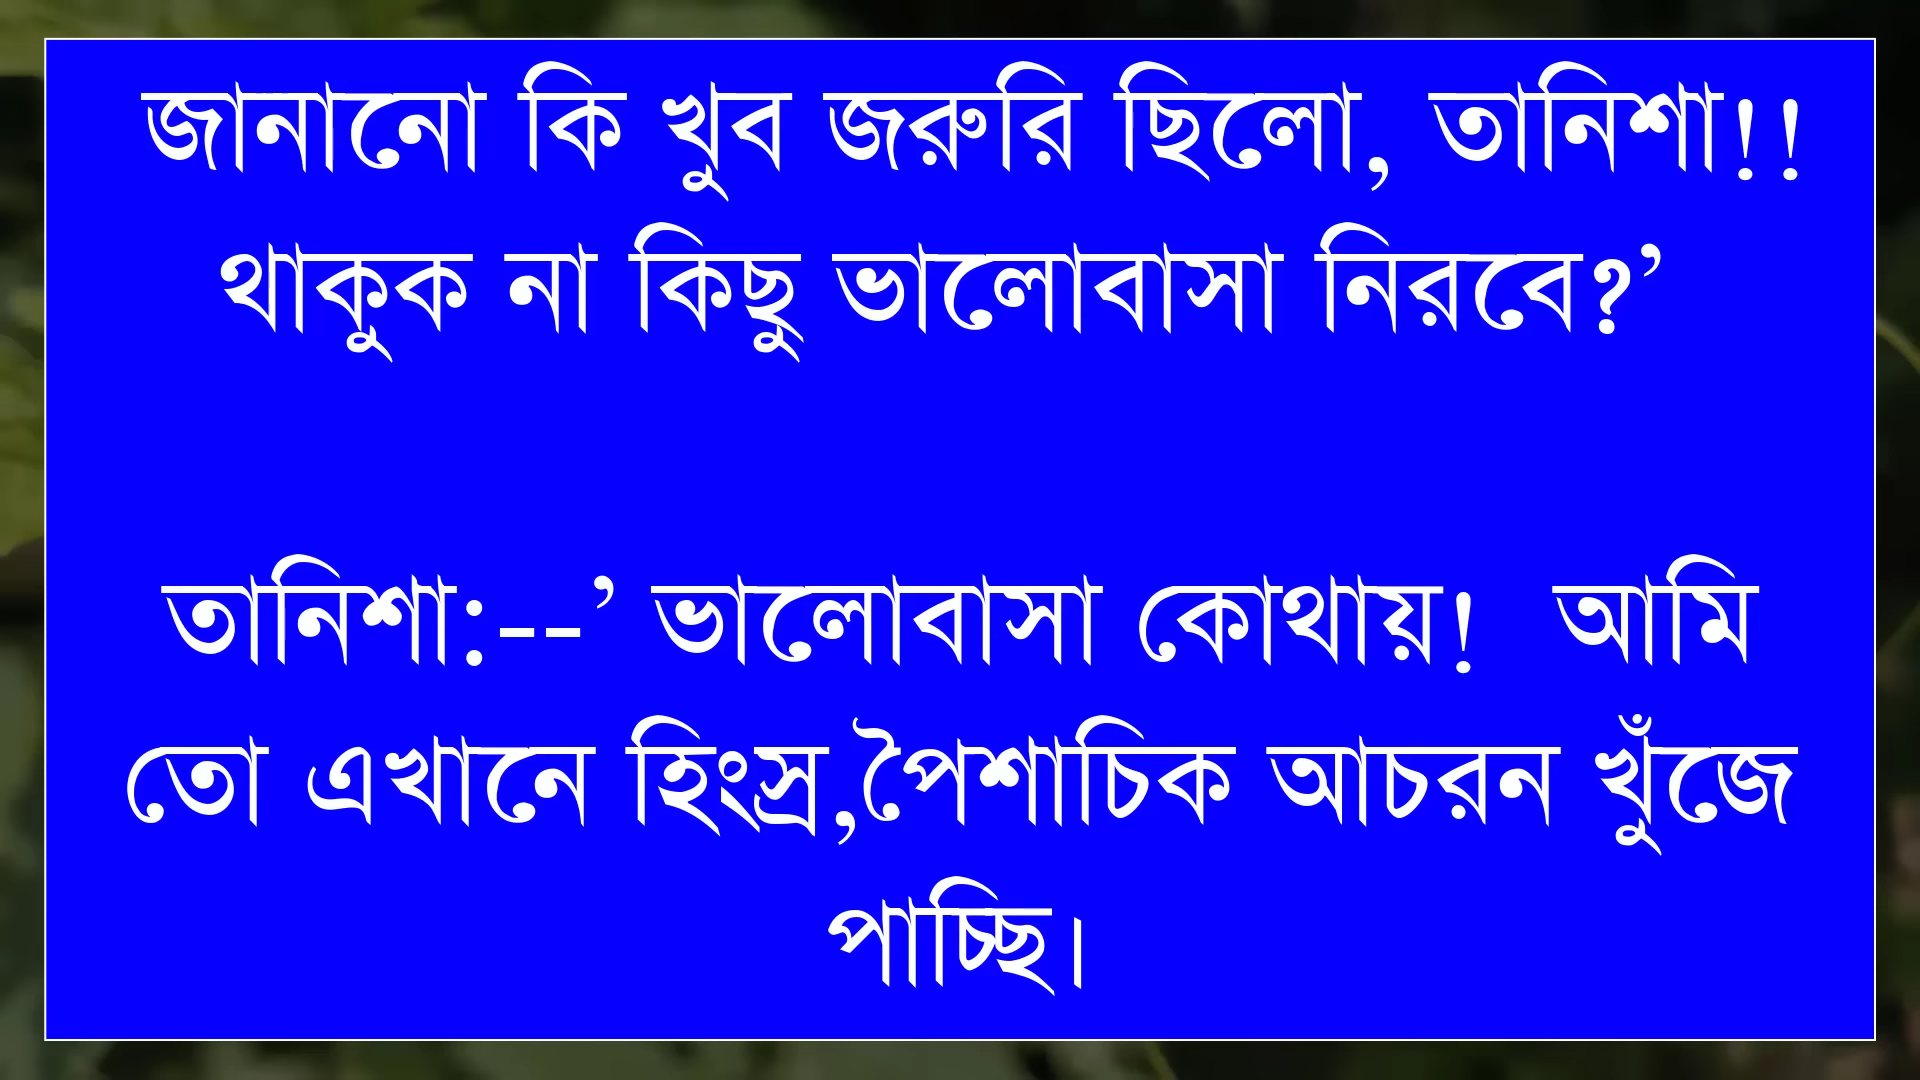 জানানো কি খুব জরুরি ছিলো, তানিশা!!
থাকুক না কিছু ভালোবাসা নিরবে?’
তানিশা:--’ ভালোবাসা কোথায়!  আমি
তো এখানে হিংস্র,পৈশাচিক আচরন খুঁজে
পাচ্ছি।